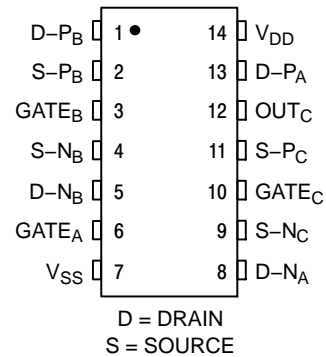 D-PB 1 14 VDD
S-PB 2 13 D-PA
GATEB 3 12 OUTC
S-NB 4 11 S-PC
D-NB 5 10 GATEC
GATEA 6 9 S-NC
VSS 7 8 D-NA
D = DRAIN
S = SOURCE